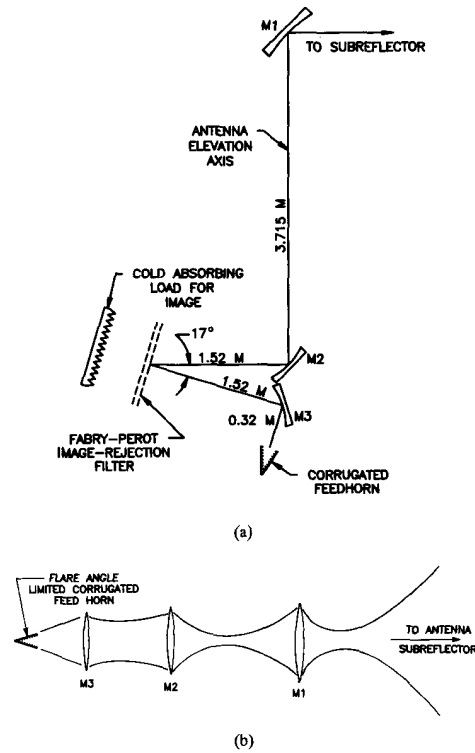 M1
TO SUBREFLECTOR
ANTENNA
ELEVATION
AXIS
3.715 M
COLD ABSORBING
LOAD FOR
IMAGE
17°
1.52 M
M2
1.52 M
M3
0.32 M
FABRY-PEROT
IMAGE-REJECTION
FILTER
CORRUGATED
FEEDHORN
(a)
FLARE ANGLE
LIMITED CORRUGATED
FEED HORN
M3
M2
M1
TO ANTENNA
SUBREFLECTOR
(b)